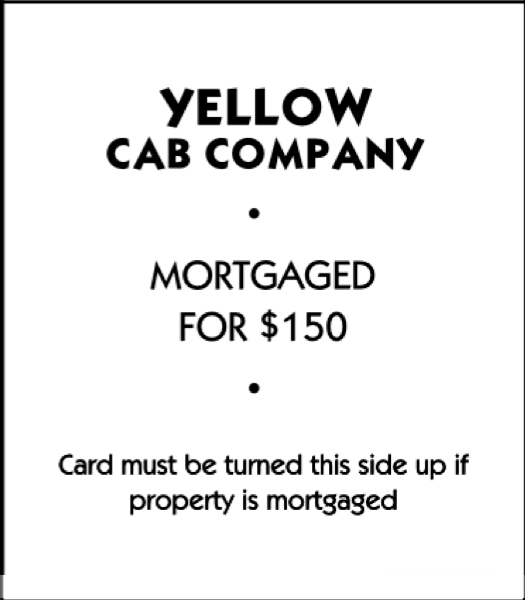 YELLOW
CAB COMPANY
•
MORTGAGED
FOR $150
•
Card must be turned this side up if
property is mortgaged